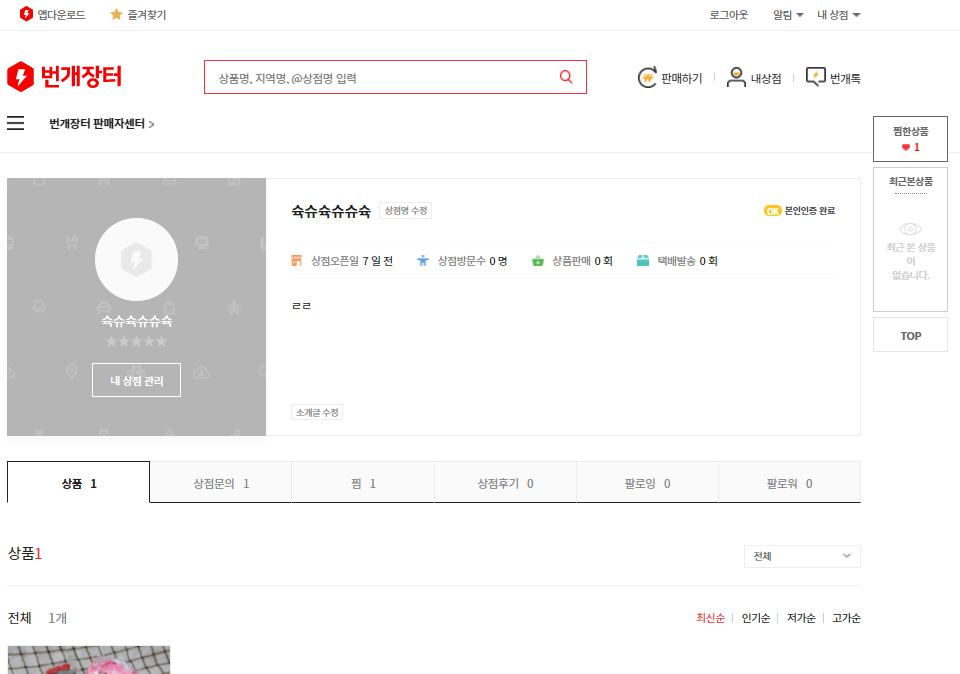 앱다운로드 즐겨찾기 로그아웃 알림 내 상점
번개장터 상품명, 지역명, @상점명 입력 판매하기 내상점 번개톡
번개장터 판매자센터 >
찜한상품
1
최근본상품
최근 본 상품
이
없습니다.
TOP
슉슈슉슈슈슉
★★★★★
내 상점 관리
슉슈슉슈슈슉 상점명 수정 OK 본인인증 완료
상점오픈일 7 일 전 상점방문수 0 명 상품판매 0 회 택배발송 0 회
ㄹㄹ
소개글 수정
상품 1 상점문의 1 찜 1 상점후기 0 팔로잉 0 팔로워 0
상품1 전체
전체 1개 최신순 인기순 저가순 고가순